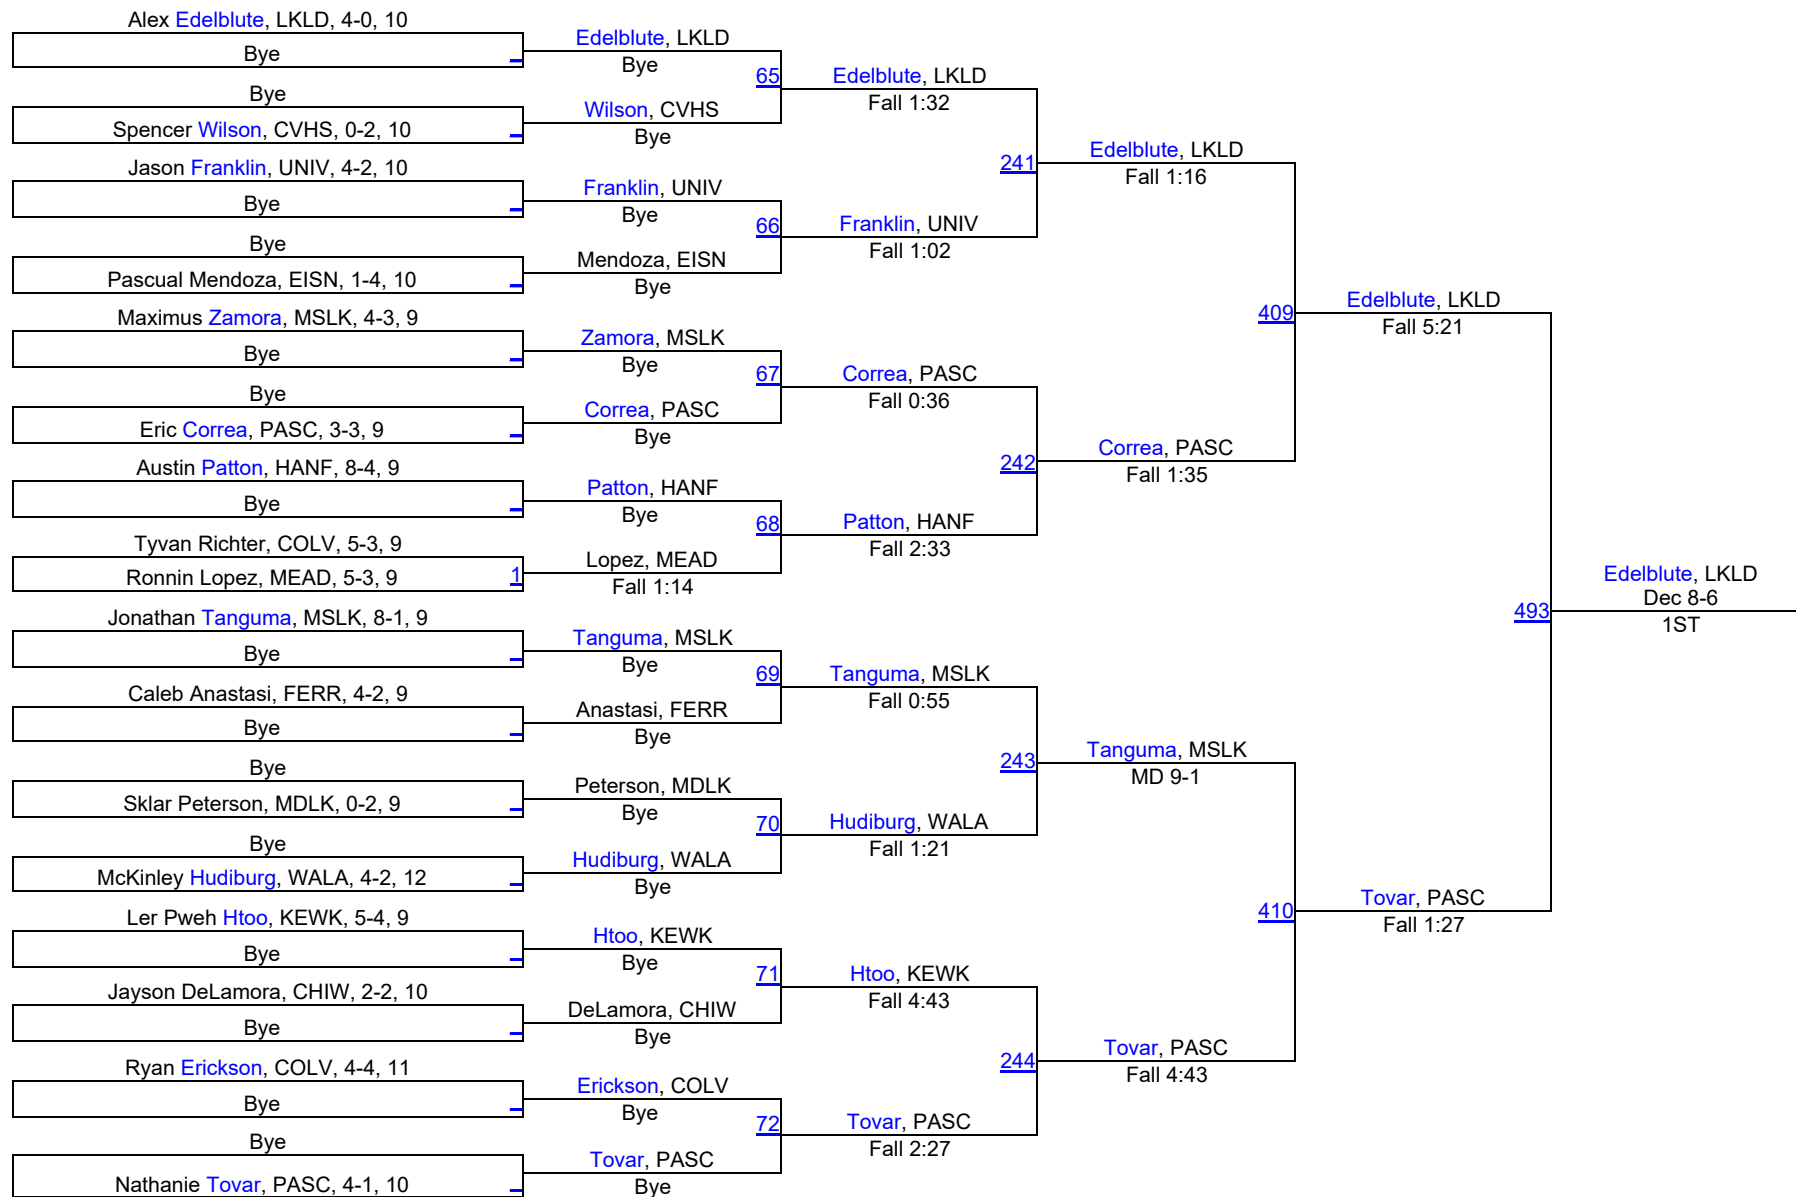 Alex Edelblute, LKLD, 4-0, 10
Bye
Bye
Spencer Wilson, CVHS, 0-2, 10
Jason Franklin, UNIV, 4-2, 10
Bye
Bye
Pascual Mendoza, EISN, 1-4, 10
Maximus Zamora, MSLK, 4-3, 9
Bye
Bye
Eric Correa, PASC, 3-3, 9
Austin Patton, HANF, 8-4, 9
Bye
Tyvan Richter, COLV, 5-3, 9
Ronnin Lopez, MEAD, 5-3, 9
1
Jonathan Tanguma, MSLK, 8-1, 9
Bye
Caleb Anastasi, FERR, 4-2, 9
Bye
Bye
Sklar Peterson, MDLK, 0-2, 9
Bye
McKinley Hudiburg, WALA, 4-2, 12
Ler Pweh Htoo, KEWK, 5-4, 9
Bye
Jayson DeLamora, CHIW, 2-2, 10
Bye
Ryan Erickson, COLV, 4-4, 11
Bye
Bye
Nathanie Tovar, PASC, 4-1, 10
Edelblute, LKLD
Bye
65
Wilson, CVHS
Bye
Franklin, UNIV
Bye
66
Mendoza, EISN
Bye
Zamora, MSLK
Bye
67
Correa, PASC
Bye
Patton, HANF
Bye
68
Lopez, MEAD
Fall 1:14
Tanguma, MSLK
Bye
69
Anastasi, FERR
Bye
Peterson, MDLK
Bye
70
Hudiburg, WALA
Bye
Htoo, KEWK
Bye
71
DeLamora, CHIW
Bye
Erickson, COLV
Bye
72
Tovar, PASC
Bye
Edelblute, LKLD
Fall 1:32
241
Franklin, UNIV
Fall 1:02
Correa, PASC
Fall 0:36
242
Patton, HANF
Fall 2:33
Tanguma, MSLK
Fall 0:55
243
Hudiburg, WALA
Fall 1:21
Htoo, KEWK
Fall 4:43
244
Tovar, PASC
Fall 2:27
Edelblute, LKLD
Fall 1:16
409
Correa, PASC
Fall 1:35
Tanguma, MSLK
MD 9-1
410
Tovar, PASC
Fall 4:43
Edelblute, LKLD
Fall 5:21
493
Tovar, PASC
Fall 1:27
Edelblute, LKLD
Dec 8-6
1ST